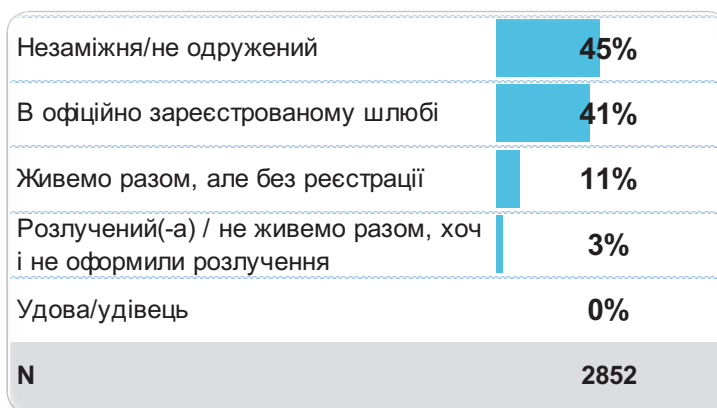 Незаміжня/не одружений 45%
В офіційно зареєстрованому шлюбі 41%
Живемо разом, але без реєстрації 11%
Розлучений(-а) / не живемо разом, хоч
і не оформили розлучення 3%
Удова/удівець 0%
N 2852